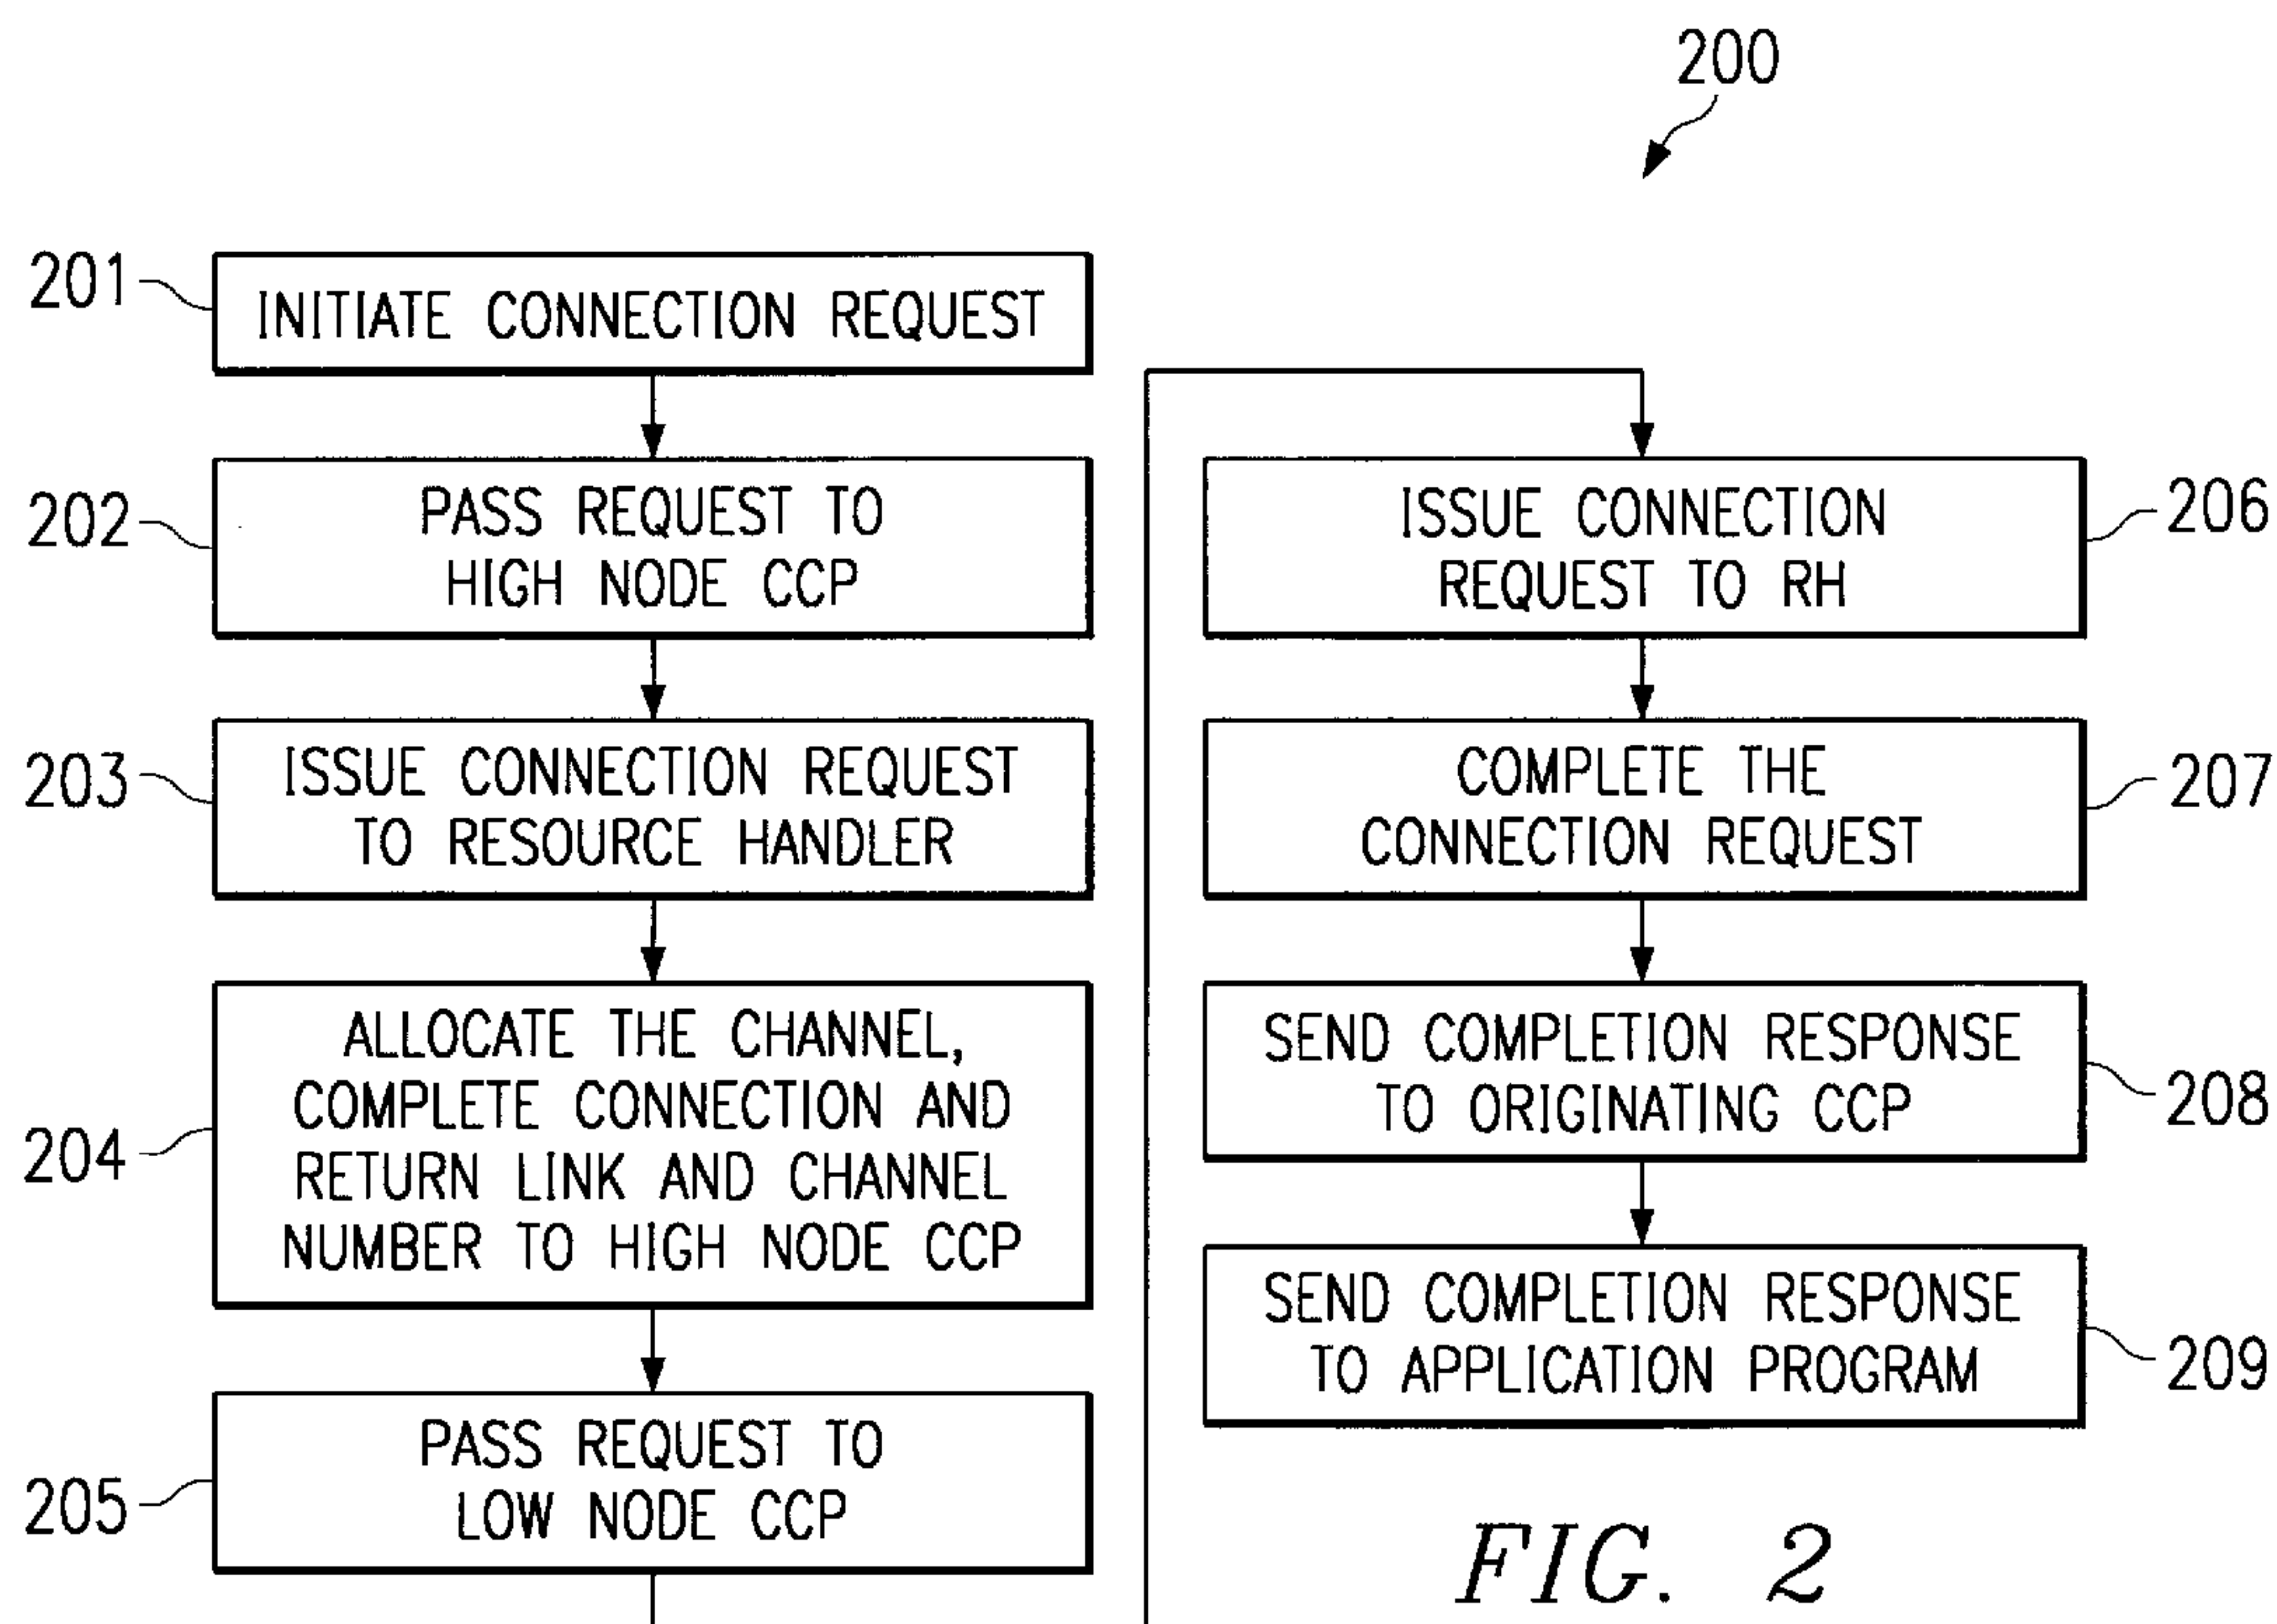 200
201
INITIATE CONNECTION REQUEST
202
PASS REQUEST TO
HIGH NODE CCP
203
ISSUE CONNECTION REQUEST
TO RESOURCE HANDLER
204
ALLOCATE THE CHANNEL,
COMPLETE CONNECTION AND
RETURN LINK AND CHANNEL
NUMBER TO HIGH NODE CCP
205
PASS REQUEST TO
LOW NODE CCP
206
ISSUE CONNECTION
REQUEST TO RH
207
COMPLETE THE
CONNECTION REQUEST
208
SEND COMPLETION RESPONSE
TO ORIGINATING CCP
209
SEND COMPLETION RESPONSE
TO APPLICATION PROGRAM
FIG. 2